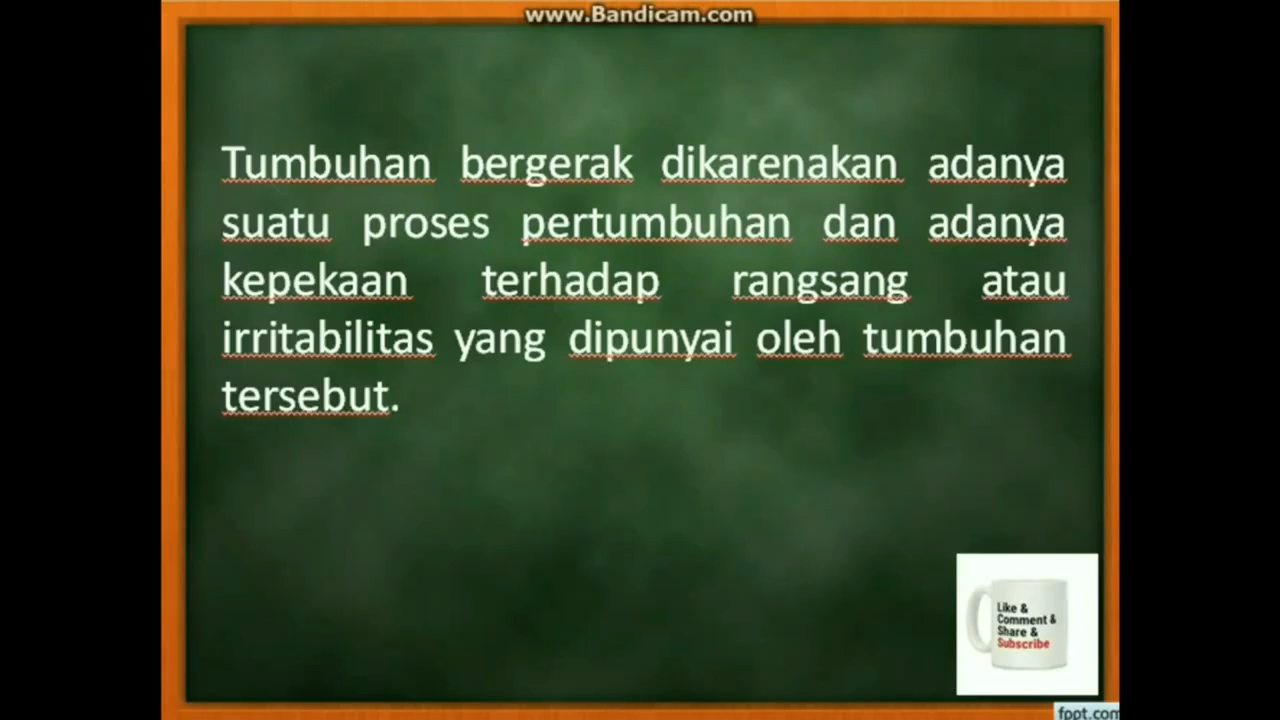 www.Bandicam.com
Tumbuhan bergerak dikarenakan adanya
suatu proses pertumbuhan dan adanya
kepekaan terhadap rangsang atau
irritabilitas yang dipunyai oleh tumbuhan
tersebut.
Like &
Comment &
Share &
Subscribe
fppt.com